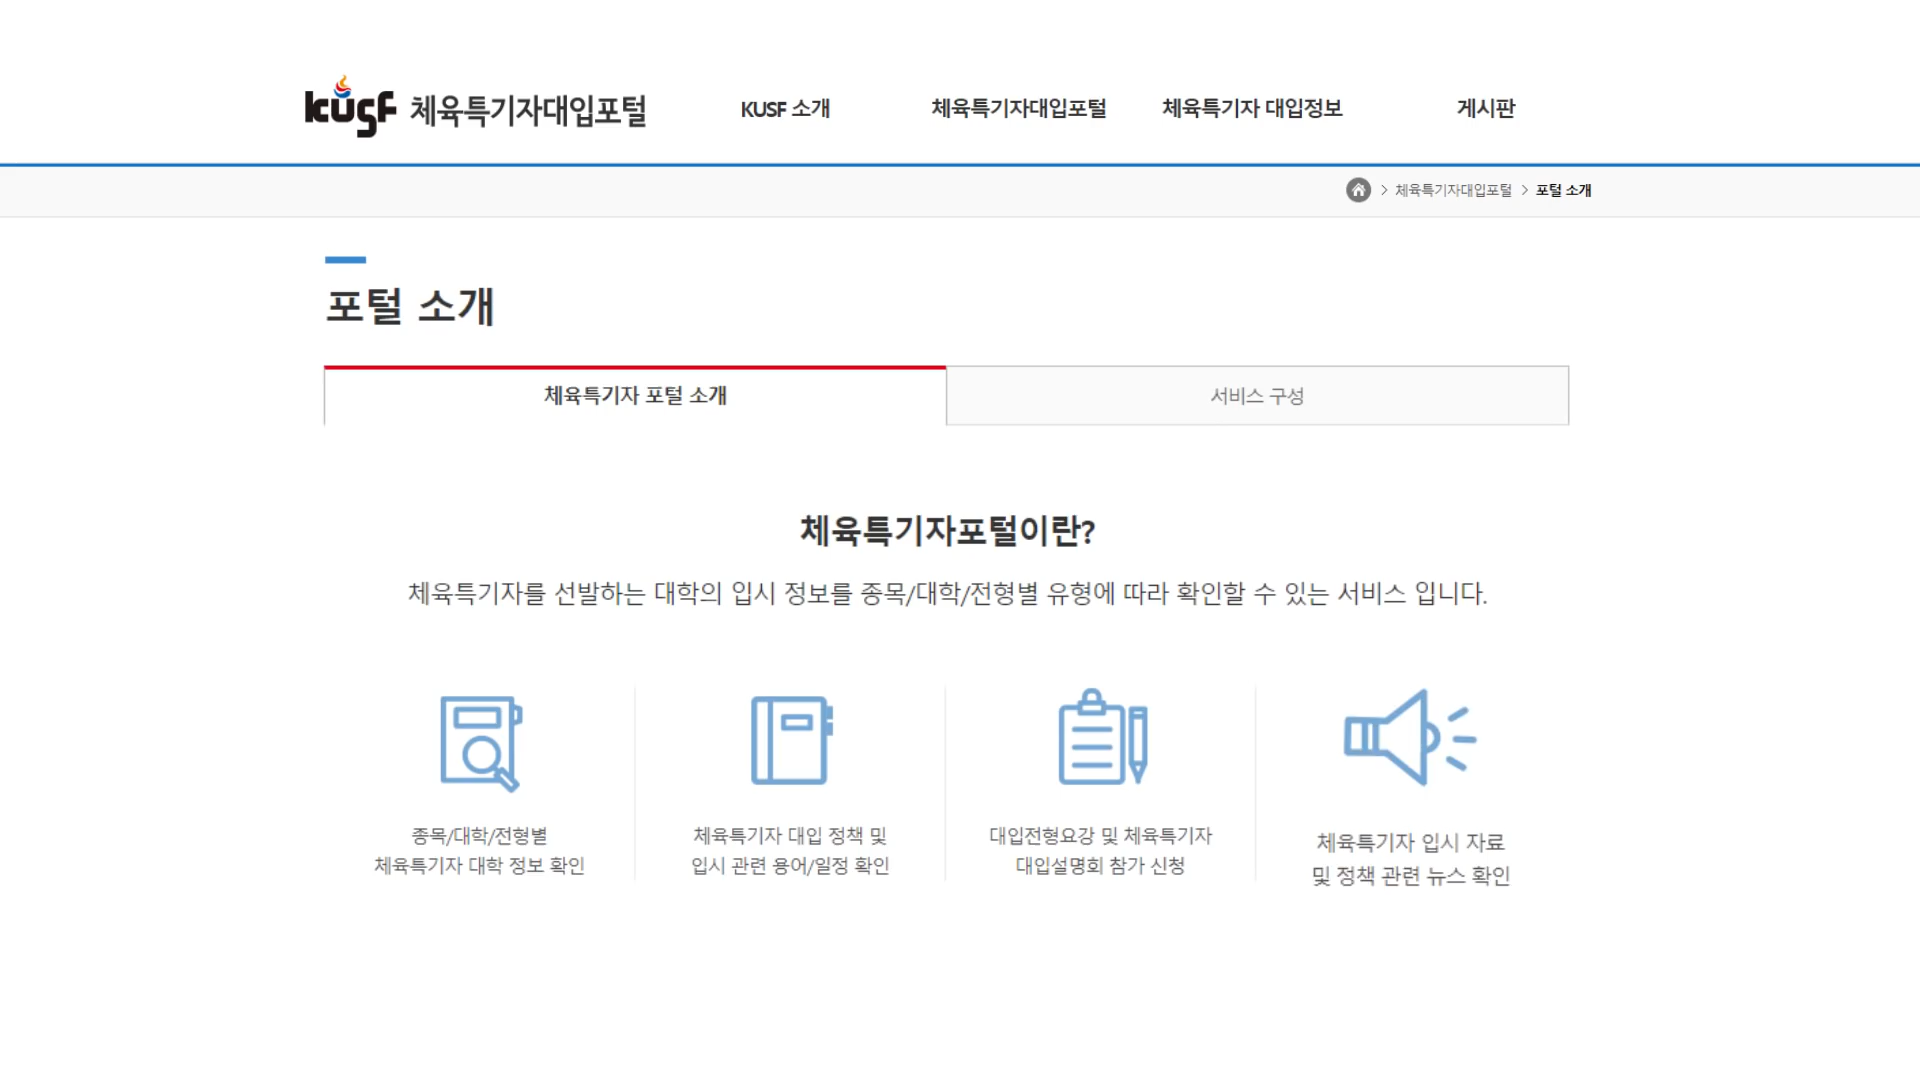 kusf 체육특기자대입포털
KUSF 소개
체육특기자대입포털
체육특기자 대입정보
게시판
> 체육특기자대입포털 > 포털 소개
포털 소개
체육특기자 포털 소개
서비스 구성
체육특기자포털이란?
체육특기자를 선발하는 대학의 입시 정보를 종목/대학/전형별 유형에 따라 확인할 수 있는 서비스 입니다.
종목/대학/전형별
체육특기자 대학 정보 확인
체육특기자 대입 정책 및
입시 관련 용어/일정 확인
대입전형요강 및 체육특기자
대입설명회 참가 신청
체육특기자 입시 자료
및 정책 관련 뉴스 확인